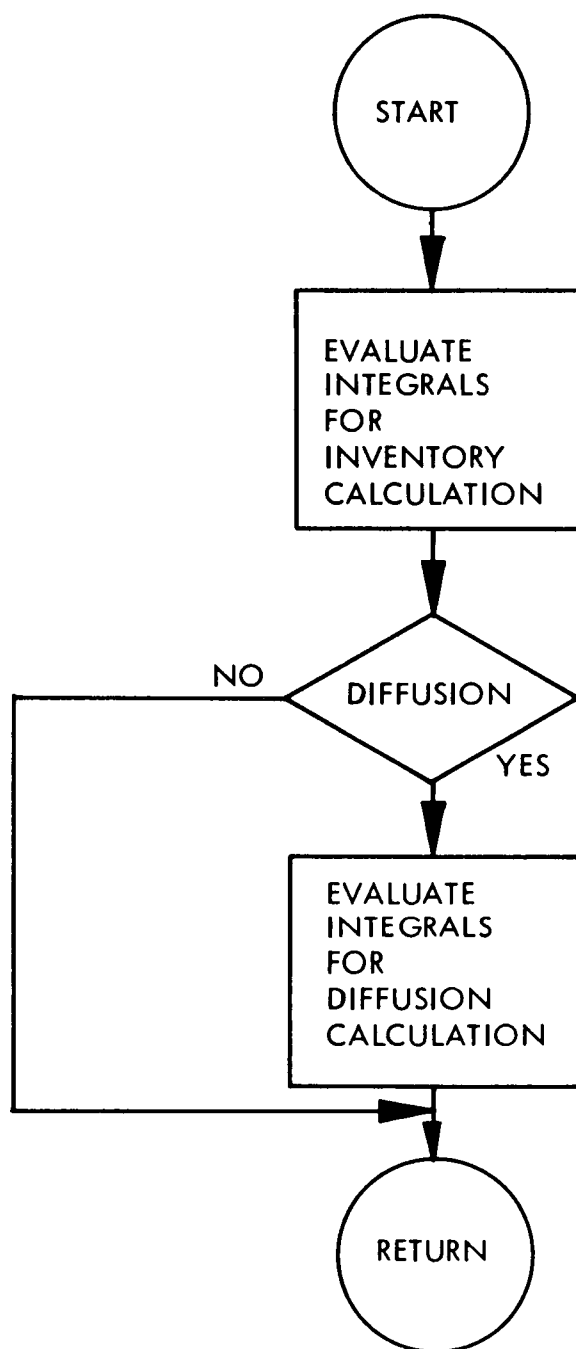 START
EVALUATE
INTEGRALS
FOR
INVENTORY
CALCULATION
NO
DIFFUSION
YES
EVALUATE
INTEGRALS
FOR
DIFFUSION
CALCULATION
RETURN